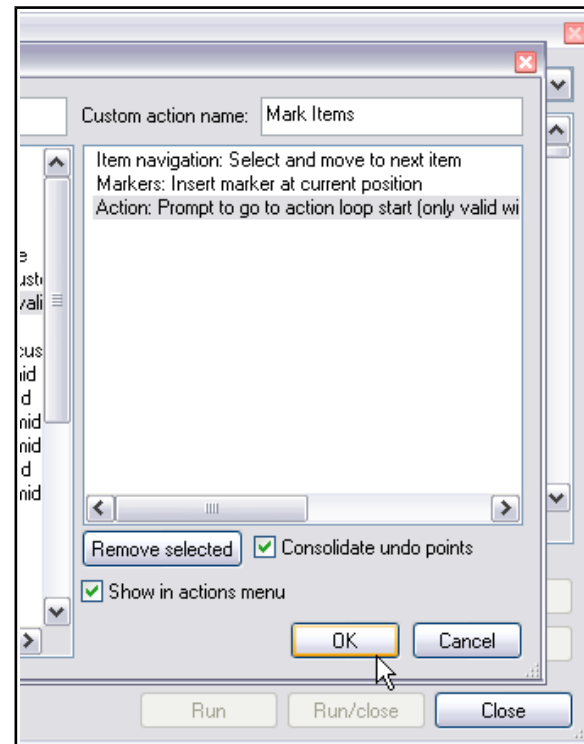 Custom action name: Mark Items
Item navigation: Select and move to next item
Markers: Insert marker at current position
Action: Prompt to go to action loop start (only valid wi
Remove selected
Consolidate undo points
Show in actions menu
OK
Cancel
Run
Run/close
Close